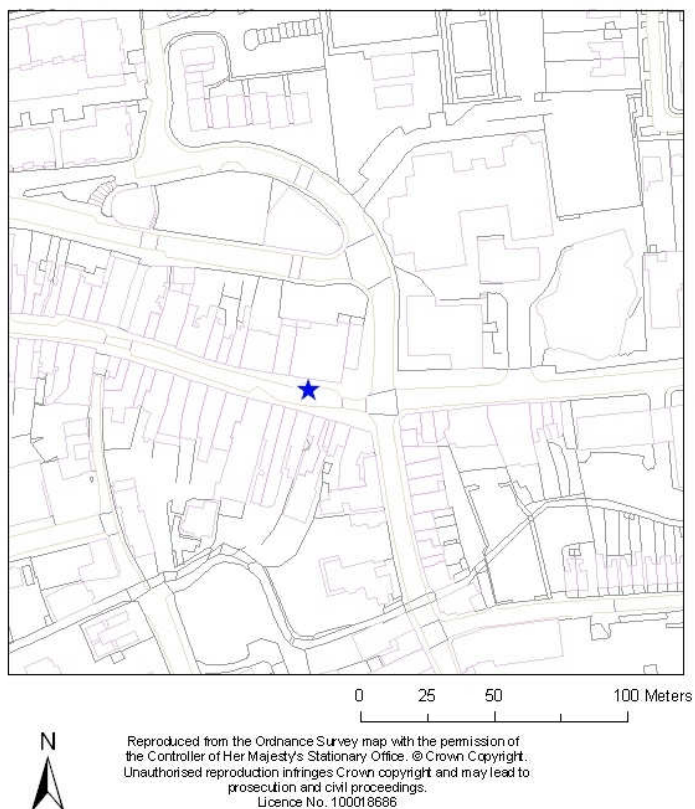 0 25 50 100 Meters
N
Reproduced from the Ordnance Survey map with the permission of
the Controller of Her Majesty's Stationary Office. © Crown Copyright.
Unauthorised reproduction infringes Crown copyright and may lead to
prosecution and civil proceedings.
Licence No. 100018686